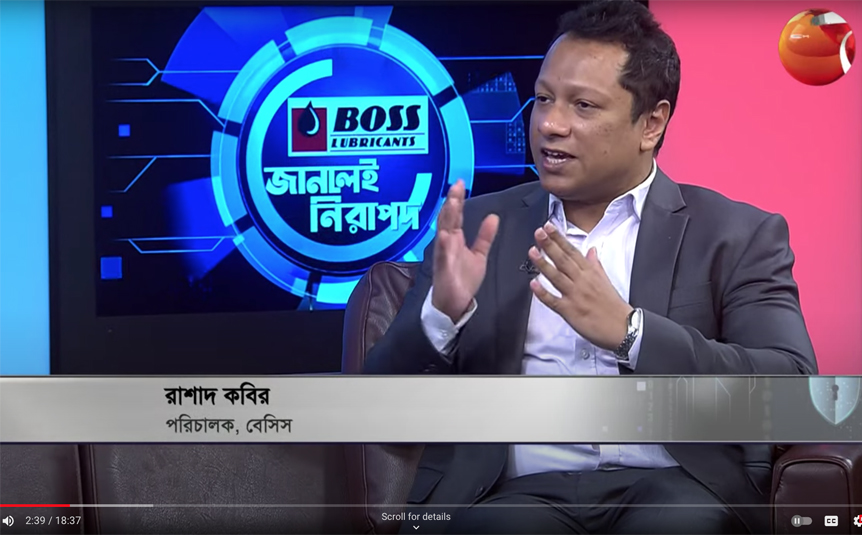 BOSS
LUBRICANTS
জানলেই
নিরাপদ
রাশাদ কবির
পরিচালক, বেসিস
2:39 / 18:37
Scroll for details
CC